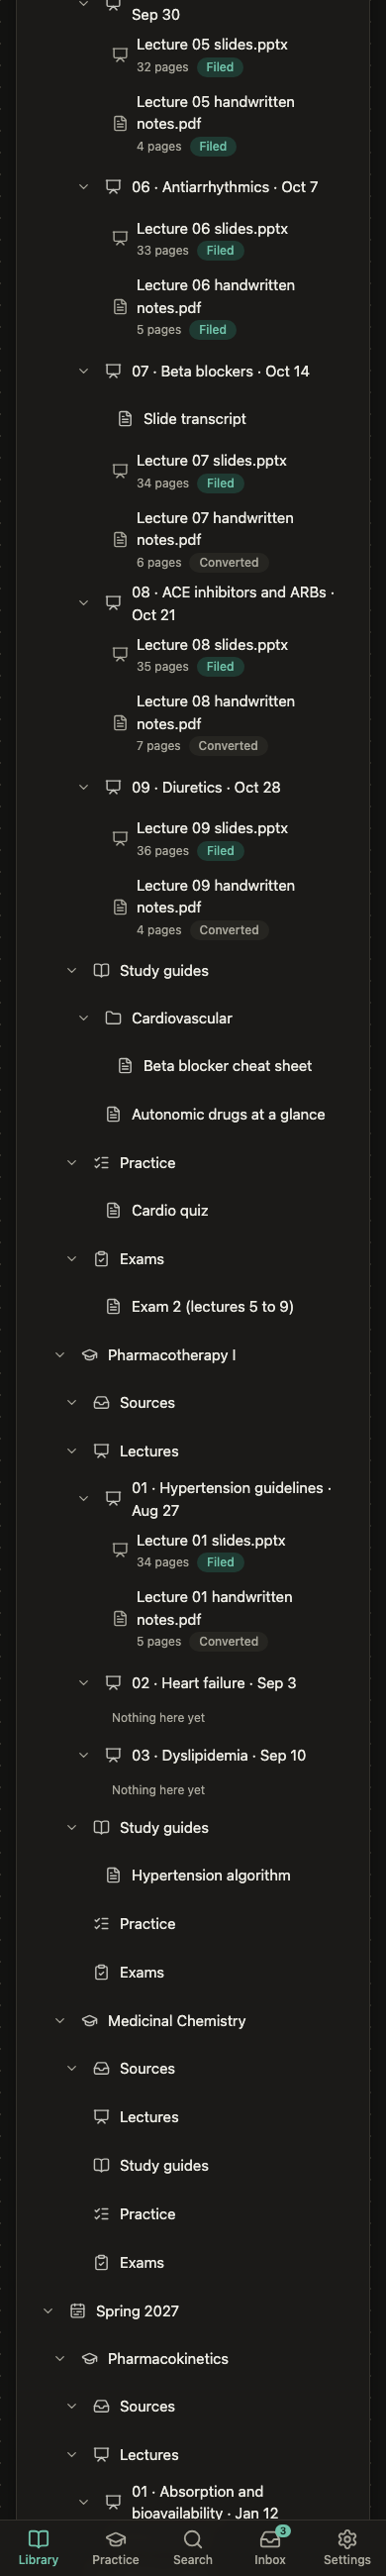 Sep 30
Lecture 05 slides.pptx
32 pages Filed
Lecture 05 handwritten
notes.pdf
4 pages Filed
06 · Antiarrhythmics · Oct 7
Lecture 06 slides.pptx
33 pages Filed
Lecture 06 handwritten
notes.pdf
5 pages Filed
07 · Beta blockers · Oct 14
Slide transcript
Lecture 07 slides.pptx
34 pages Filed
Lecture 07 handwritten
notes.pdf
6 pages Converted
08 · ACE inhibitors and ARBs ·
Oct 21
Lecture 08 slides.pptx
35 pages Filed
Lecture 08 handwritten
notes.pdf
7 pages Converted
09 · Diuretics · Oct 28
Lecture 09 slides.pptx
36 pages Filed
Lecture 09 handwritten
notes.pdf
4 pages Converted
Study guides
Cardiovascular
Beta blocker cheat sheet
Autonomic drugs at a glance
Practice
Cardio quiz
Exams
Exam 2 (lectures 5 to 9)
Pharmacotherapy I
Sources
Lectures
01 · Hypertension guidelines ·
Aug 27
Lecture 01 slides.pptx
34 pages Filed
Lecture 01 handwritten
notes.pdf
5 pages Converted
02 · Heart failure · Sep 3
Nothing here yet
03 · Dyslipidemia · Sep 10
Nothing here yet
Study guides
Hypertension algorithm
Practice
Exams
Medicinal Chemistry
Sources
Lectures
Study guides
Practice
Exams
Spring 2027
Pharmacokinetics
Sources
Lectures
01 · Absorption and
bioavailability · Jan 12
3
Library Practice Search Inbox Settings